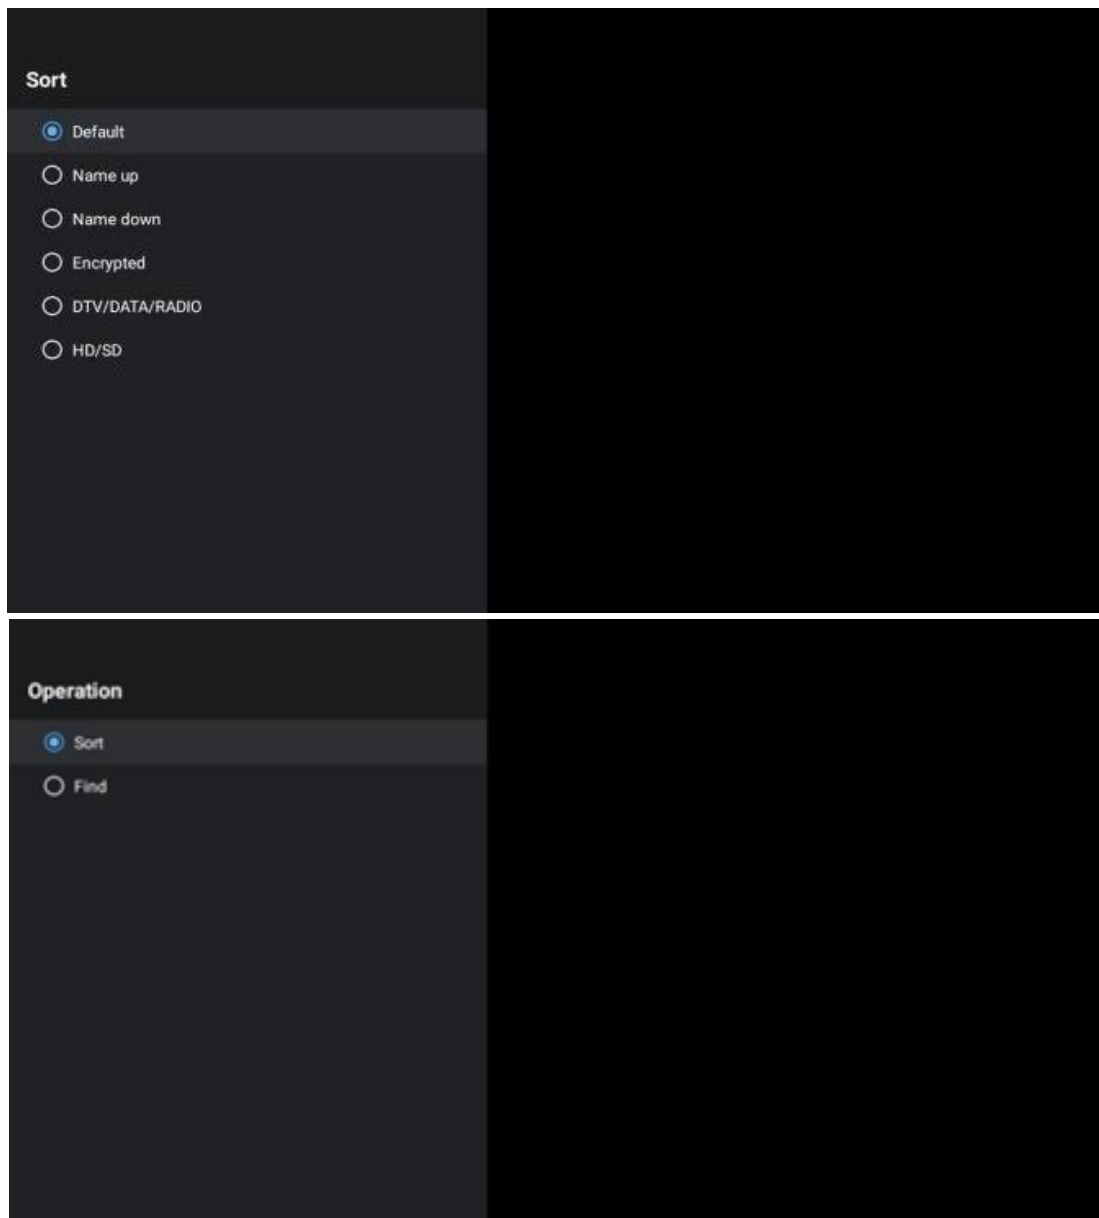 Sort
Default
Name up
Name down
Encrypted
DTV/DATA/RADIO
HD/SD
Operation
Sort
Find